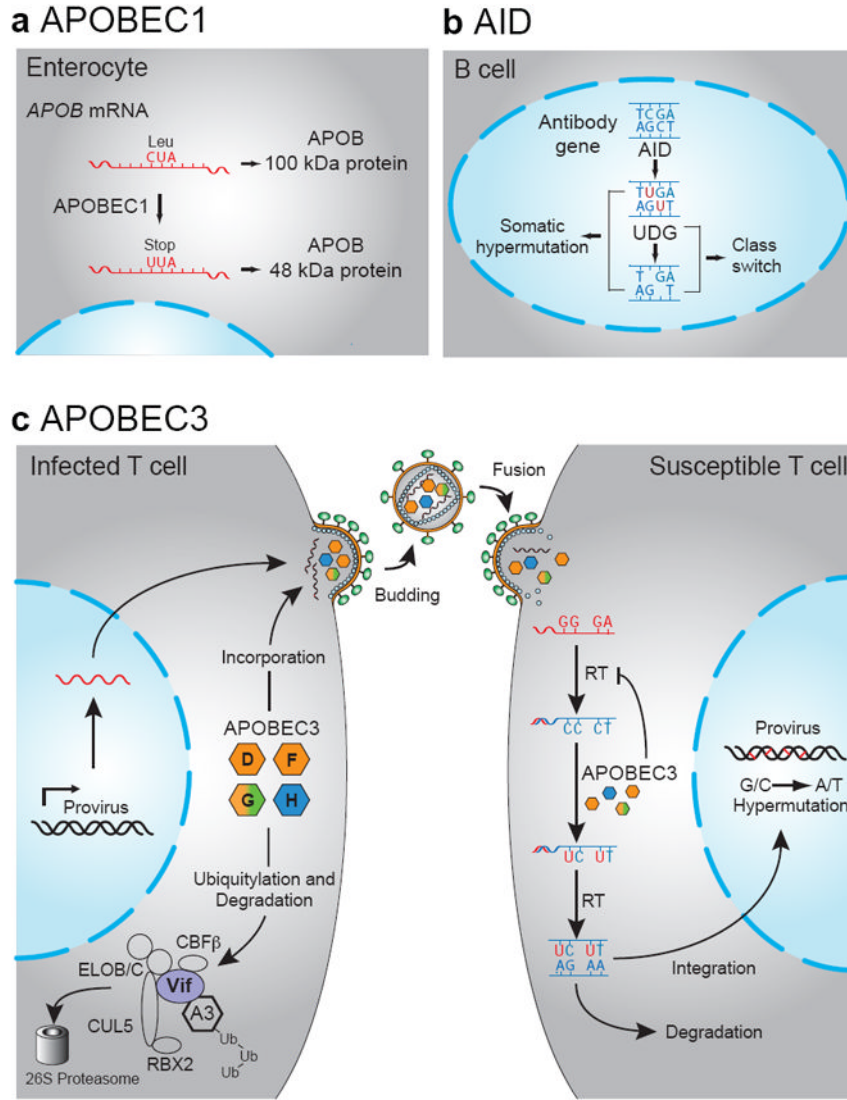 a APOBEC1
Enterocyte
APOB mRNA
Leu
CUA
APOB
100 kDa protein
APOBEC1
Stop
UUA
APOB
48 kDa protein
b AID
B cell
Antibody
gene
TCGA
AGCT
AID
TUGA
AGUT
Somatic
hypermutation
UDG
Class
switch
T GA
AG T
c APOBEC3
Infected T cell
Fusion
Susceptible T cell
Budding
Incorporation
APOBEC3
D F
G H
Provirus
Ubiquitylation and
Degradation
CBFβ
ELOB/C
Vif
A3
CUL5
RBX2
Ub
Ub
Ub
26S Proteasome
GG GA
RT
CC CT
APOBEC3
UC UT
RT
UC UT
AG AA
Integration
Degradation
Provirus
G/C A/T
Hypermutation